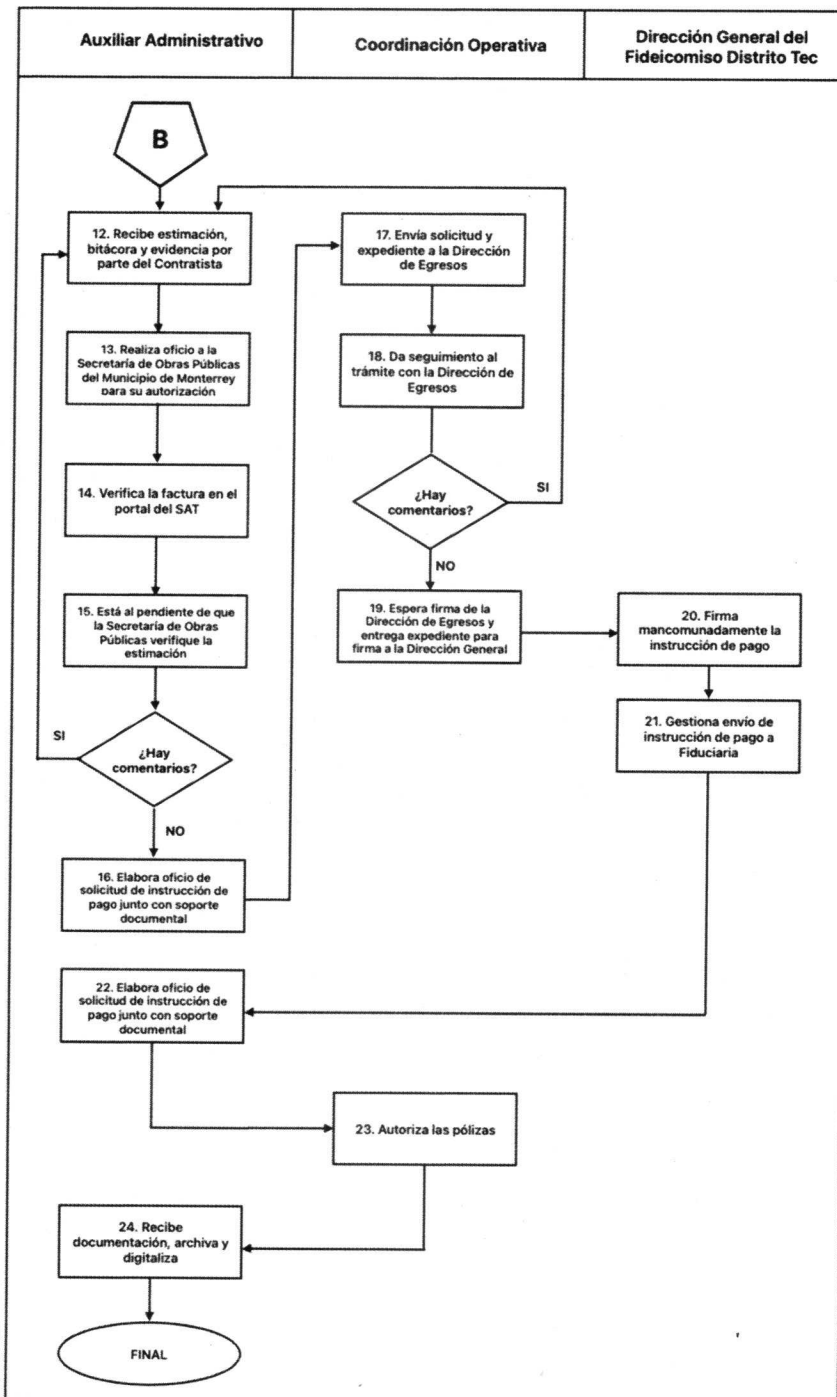 Auxiliar Administrativo
Coordinación Operativa
Dirección General del
Fideicomiso Distrito Tec
B
12. Recibe estimación,
bitácora y evidencia por
parte del Contratista
13. Realiza oficio a la
Secretaría de Obras Públicas
del Municipio de Monterrey
para su autorización
14. Verifica la factura en el
portal del SAT
15. Está al pendiente de que
la Secretaría de Obras
Públicas verifique la
estimación
SI
¿Hay
comentarios?
NO
16. Elabora oficio de
solicitud de instrucción de
pago junto con soporte
documental
17. Envía solicitud y
expediente a la Dirección
de Egresos
18. Da seguimiento al
trámite con la Dirección de
Egresos
¿Hay
comentarios?
SI
NO
19. Espera firma de la
Dirección de Egresos y
entrega expediente para
firma a la Dirección General
20. Firma
mancomunadamente la
instrucción de pago
21. Gestiona envío de
instrucción de pago a
Fiduciaria
22. Elabora oficio de
solicitud de instrucción de
pago junto con soporte
documental
23. Autoriza las pólizas
24. Recibe
documentación, archiva y
digitaliza
FINAL